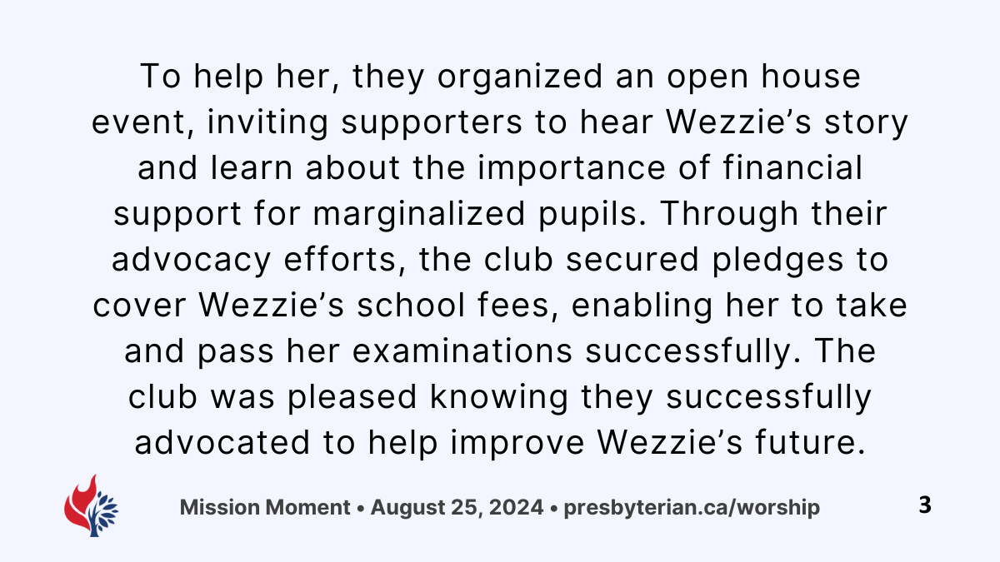 To help her, they organized an open house
event, inviting supporters to hear Wezzie’s story
and learn about the importance of financial
support for marginalized pupils. Through their
advocacy efforts, the club secured pledges to
cover Wezzie’s school fees, enabling her to take
and pass her examinations successfully. The
club was pleased knowing they successfully
advocated to help improve Wezzie’s future.
Mission Moment • August 25, 2024 • presbyterian.ca/worship
3